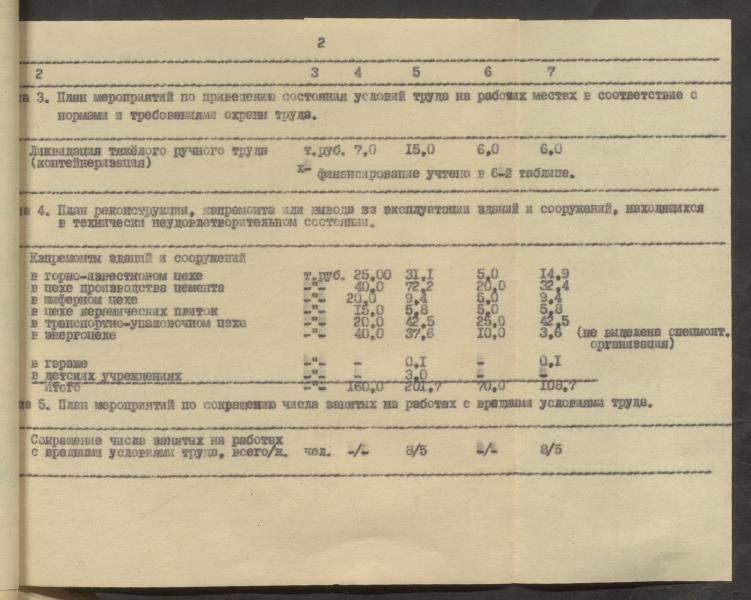 2
2 3 4 5 6 7
а 3. План мероприятий по приведению состояния условий труда на рабочих местах в соответствие с
нормами и требованиями охраны труда.
Ликвидация тяжёлого ручного труда т.руб. 7,0 15,0 6,0 6,0
(контейнеризация)
х- финансирование учтено в 6-й таблице.
а 4. План реконструкции, капремонта или вывода из эксплуатации зданий и сооружений, находящихся
в технически неудовлетворительном состоянии.
Капремонты зданий и сооружений
в горно-известковом цехе т.руб. 25,00 31,1 5,0 14,9
в цехе производства цемента -"- 40,0 72,2 20,0 32,4
в шиферном цехе -"- 20,0 9,4 5,0 9,4
в цехе керамических плиток -"- 15,0 5,8 5,0 5,8
в транспортно-упаковочном цехе -"- 20,0 42,5 25,0 42,5
в энергоцехе -"- 40,0 37,6 10,0 3,6 (не выделена спецмонт.
организация)
в гараже -"- - 0,1 - 0,1
в детских учреждениях -"- - 3,0 - -
Итого -"- 160,0 201,7 70,0 108,7
а 5. План мероприятий по сокращению числа занятых на работах с вредными условиями труда.
Сокращение числа занятых на работах
с вредными условиями труда, всего/ж. чел. -/- 8/5 -/- 8/5